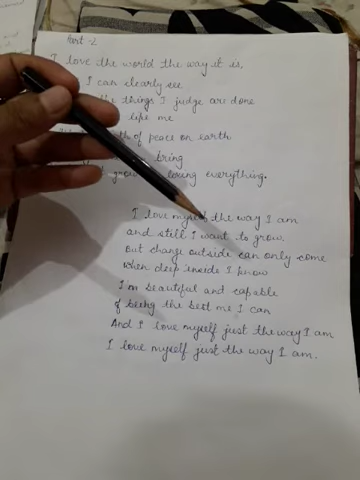 Part-2
I love the world the way it is,
I can clearly see
the things I judge are done
like me
of peace on earth
bring
loving everything.
I love myself the way I am
and still I want to grow
but change outside can only come
when deep inside I know
I'm beautiful and capable
of being the best me I can
And I love myself just the way I am
I love myself just the way I am.